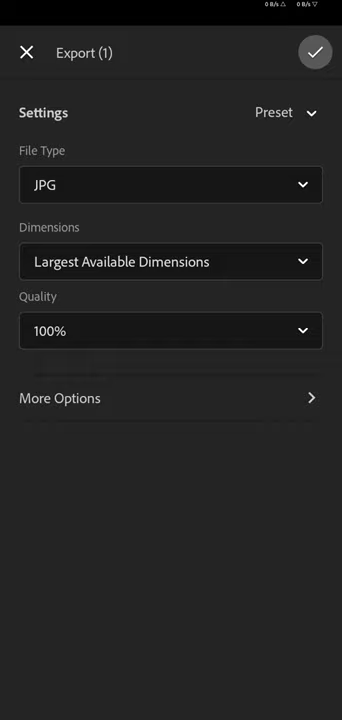 0 B/s △ 0 B/s ▽
Export (1)
Settings Preset
File Type
JPG
Dimensions
Largest Available Dimensions
Quality
100%
More Options